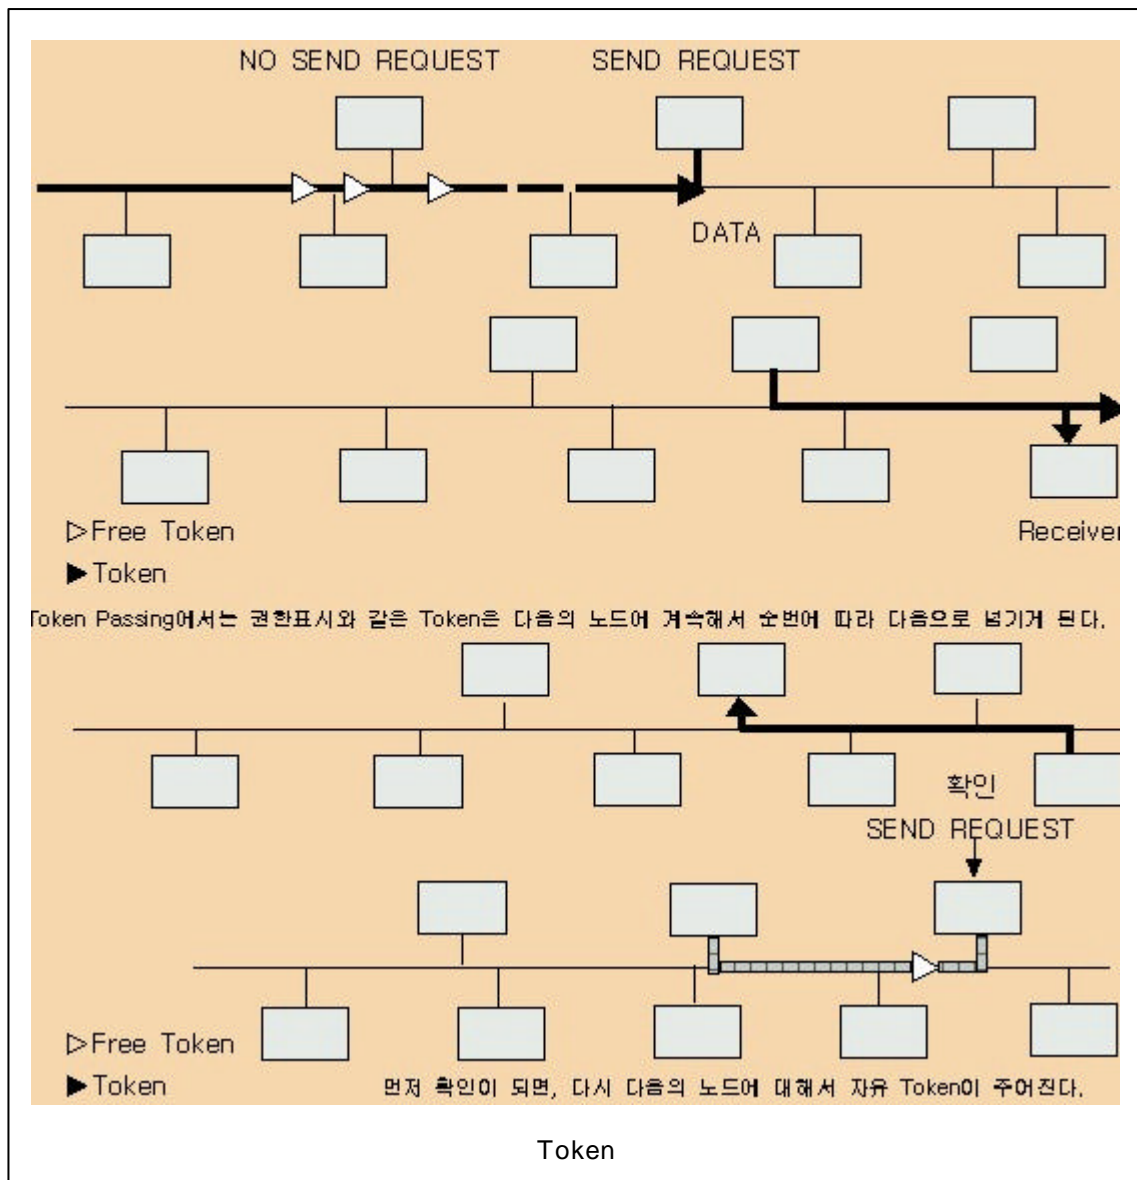 NO SEND REQUEST SEND REQUEST
DATA
▷Free Token Receiver
▶Token
Token Passing에서는 권한표시와 같은 Token은 다음의 노드에 계속해서 순번에 따라 다음으로 넘기게 된다.
확인
SEND REQUEST
▷Free Token
▶Token 먼저 확인이 되면, 다시 다음의 노드에 대해서 자유 Token이 주어진다.
Token